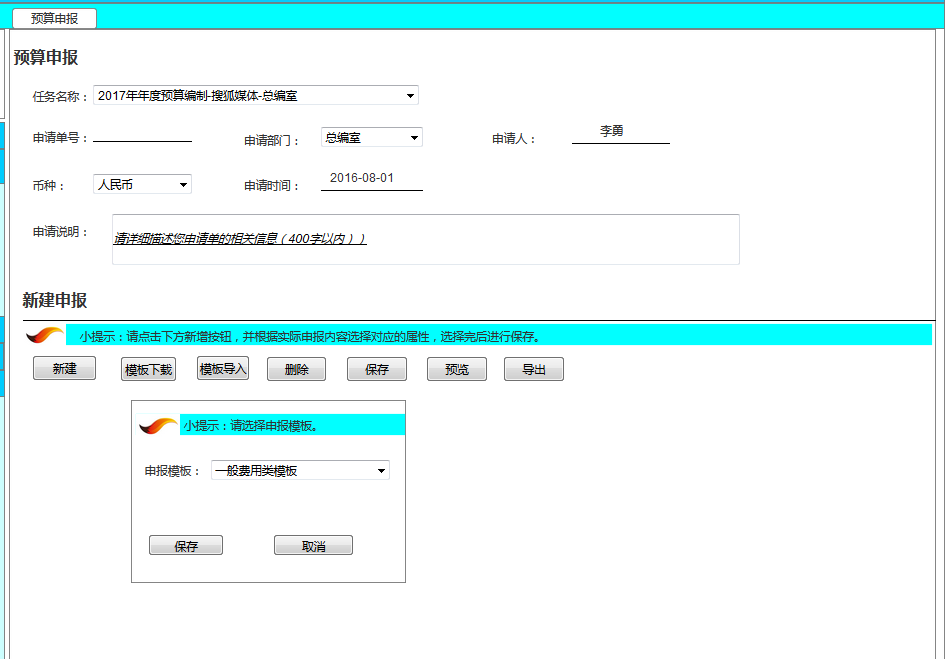 预算申报
预算申报
任务名称： 2017年年度预算编制-搜狐媒体-总编室
申请单号： 申请部门： 总编室 申请人： 李勇
币种： 人民币 申请时间： 2016-08-01
申请说明： 请详细描述您申请单的相关信息（400字以内））
新建申报
小提示：请点击下方新增按钮，并根据实际申报内容选择对应的属性，选择完后进行保存。
新建 模板下载 模板导入 删除 保存 预览 导出
小提示：请选择申报模板。
申报模板： 一般费用类模板
保存 取消